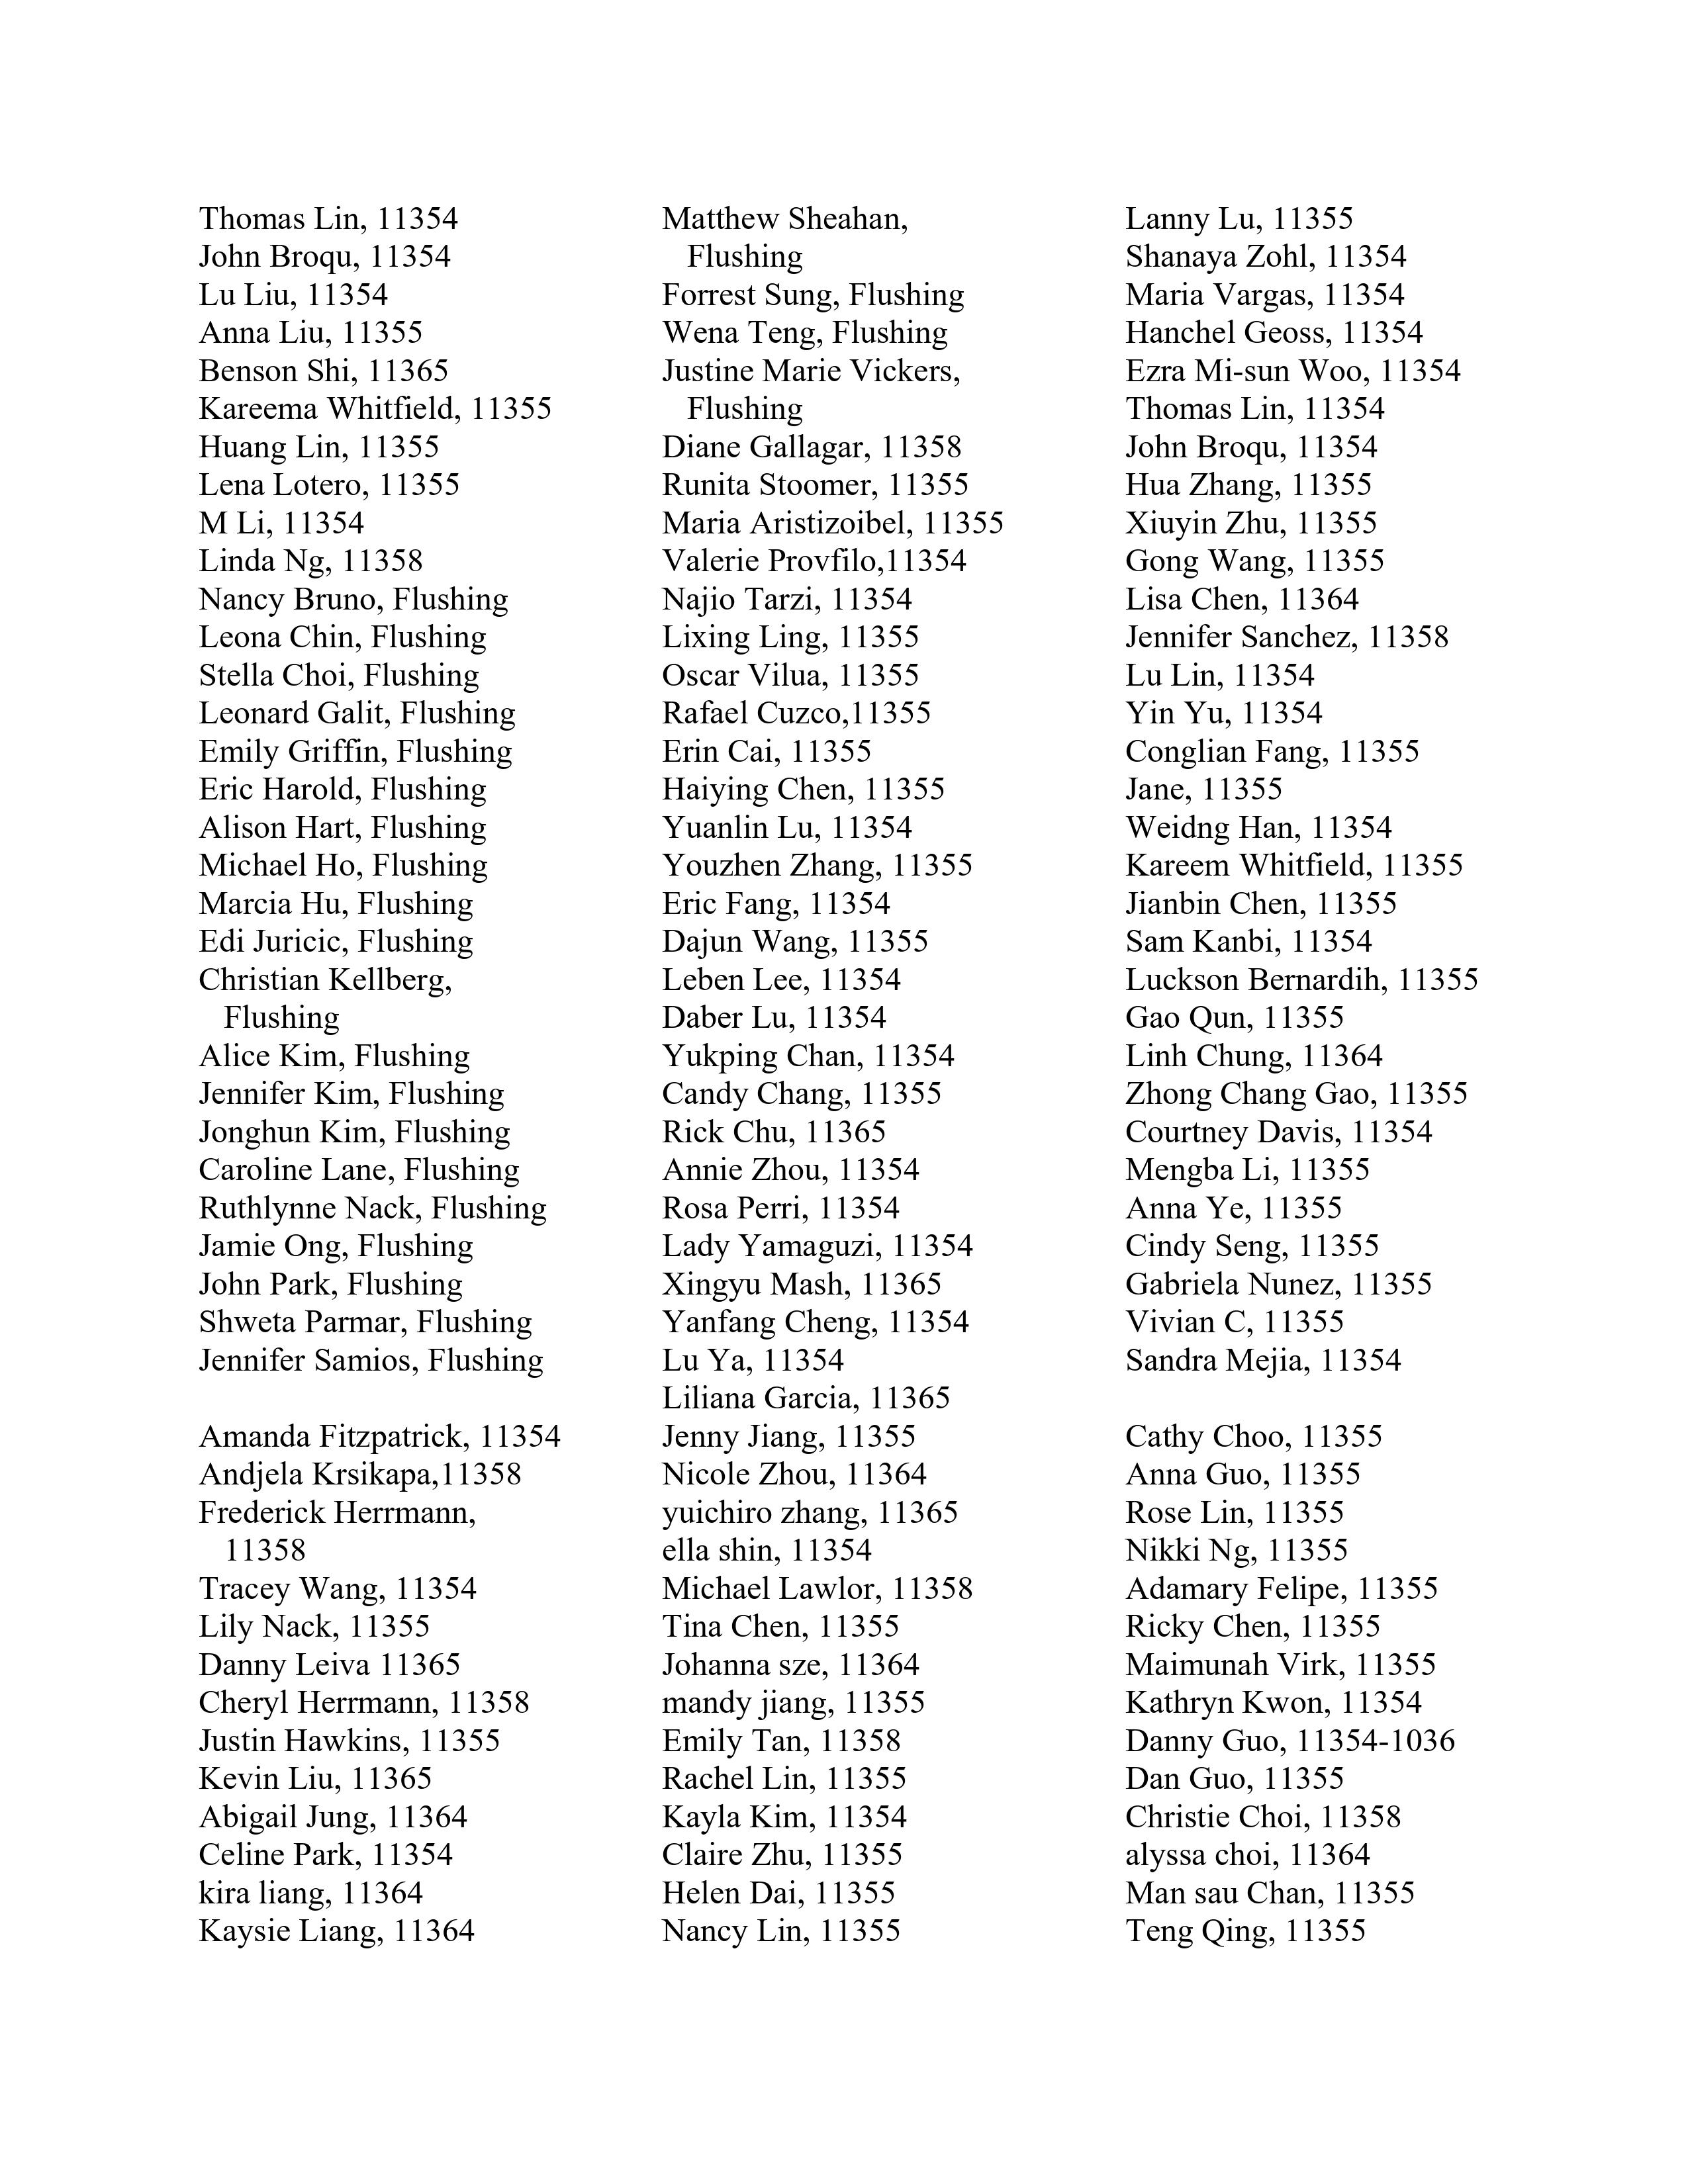 Thomas Lin, 11354
John Broqu, 11354
Lu Liu, 11354
Anna Liu, 11355
Benson Shi, 11365
Kareema Whitfield, 11355
Huang Lin, 11355
Lena Lotero, 11355
M Li, 11354
Linda Ng, 11358
Nancy Bruno, Flushing
Leona Chin, Flushing
Stella Choi, Flushing
Leonard Galit, Flushing
Emily Griffin, Flushing
Eric Harold, Flushing
Alison Hart, Flushing
Michael Ho, Flushing
Marcia Hu, Flushing
Edi Juricic, Flushing
Christian Kellberg,
Flushing
Alice Kim, Flushing
Jennifer Kim, Flushing
Jonghun Kim, Flushing
Caroline Lane, Flushing
Ruthlynne Nack, Flushing
Jamie Ong, Flushing
John Park, Flushing
Shweta Parmar, Flushing
Jennifer Samios, Flushing
Amanda Fitzpatrick, 11354
Andjela Krsikapa,11358
Frederick Herrmann,
11358
Tracey Wang, 11354
Lily Nack, 11355
Danny Leiva 11365
Cheryl Herrmann, 11358
Justin Hawkins, 11355
Kevin Liu, 11365
Abigail Jung, 11364
Celine Park, 11354
kira liang, 11364
Kaysie Liang, 11364
Matthew Sheahan,
Flushing
Forrest Sung, Flushing
Wena Teng, Flushing
Justine Marie Vickers,
Flushing
Diane Gallagar, 11358
Runita Stoomer, 11355
Maria Aristizoibel, 11355
Valerie Provfilo,11354
Najio Tarzi, 11354
Lixing Ling, 11355
Oscar Vilua, 11355
Rafael Cuzco,11355
Erin Cai, 11355
Haiying Chen, 11355
Yuanlin Lu, 11354
Youzhen Zhang, 11355
Eric Fang, 11354
Dajun Wang, 11355
Leben Lee, 11354
Daber Lu, 11354
Yukping Chan, 11354
Candy Chang, 11355
Rick Chu, 11365
Annie Zhou, 11354
Rosa Perri, 11354
Lady Yamaguzi, 11354
Xingyu Mash, 11365
Yanfang Cheng, 11354
Lu Ya, 11354
Liliana Garcia, 11365
Jenny Jiang, 11355
Nicole Zhou, 11364
yuichiro zhang, 11365
ella shin, 11354
Michael Lawlor, 11358
Tina Chen, 11355
Johanna sze, 11364
mandy jiang, 11355
Emily Tan, 11358
Rachel Lin, 11355
Kayla Kim, 11354
Claire Zhu, 11355
Helen Dai, 11355
Nancy Lin, 11355
Lanny Lu, 11355
Shanaya Zohl, 11354
Maria Vargas, 11354
Hanchel Geoss, 11354
Ezra Mi-sun Woo, 11354
Thomas Lin, 11354
John Broqu, 11354
Hua Zhang, 11355
Xiuyin Zhu, 11355
Gong Wang, 11355
Lisa Chen, 11364
Jennifer Sanchez, 11358
Lu Lin, 11354
Yin Yu, 11354
Conglian Fang, 11355
Jane, 11355
Weidng Han, 11354
Kareem Whitfield, 11355
Jianbin Chen, 11355
Sam Kanbi, 11354
Luckson Bernardih, 11355
Gao Qun, 11355
Linh Chung, 11364
Zhong Chang Gao, 11355
Courtney Davis, 11354
Mengba Li, 11355
Anna Ye, 11355
Cindy Seng, 11355
Gabriela Nunez, 11355
Vivian C, 11355
Sandra Mejia, 11354
Cathy Choo, 11355
Anna Guo, 11355
Rose Lin, 11355
Nikki Ng, 11355
Adamary Felipe, 11355
Ricky Chen, 11355
Maimunah Virk, 11355
Kathryn Kwon, 11354
Danny Guo, 11354-1036
Dan Guo, 11355
Christie Choi, 11358
alyssa choi, 11364
Man sau Chan, 11355
Teng Qing, 11355